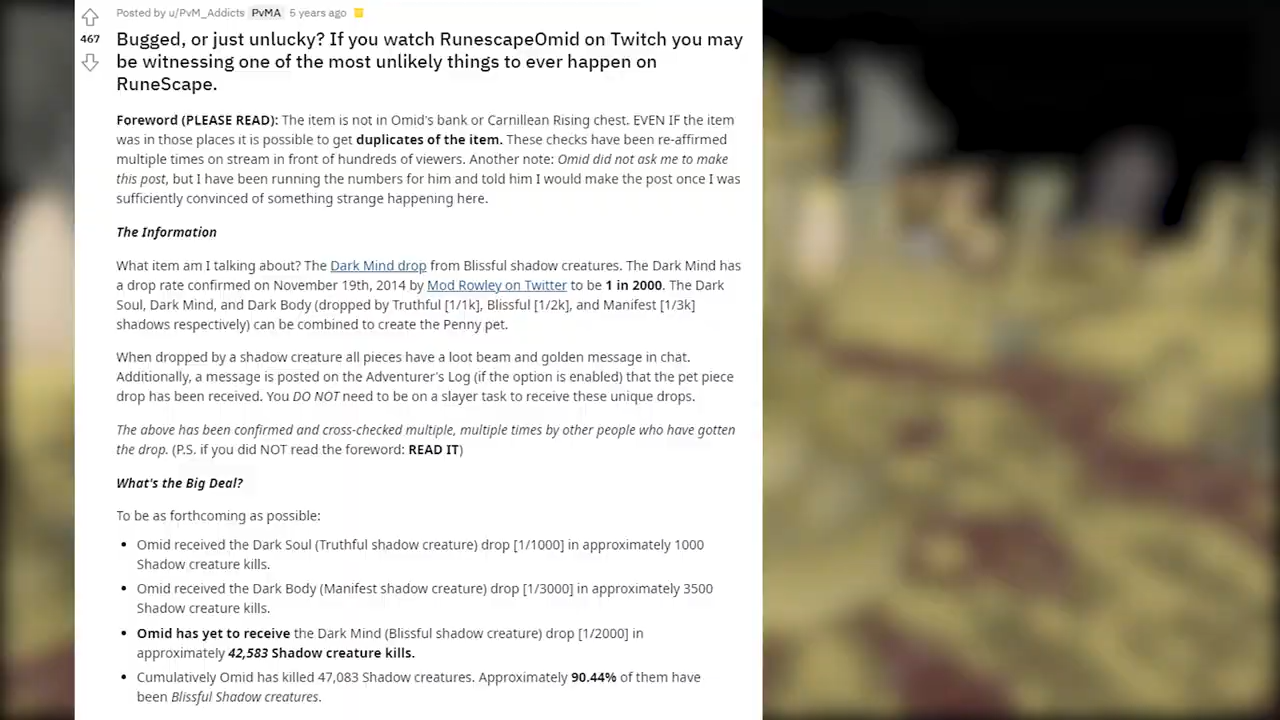 Posted by u/PvM_Addicts PvMA 5 years ago
467
Bugged, or just unlucky? If you watch RunescapeOmid on Twitch you may
be witnessing one of the most unlikely things to ever happen on
RuneScape.
Foreword (PLEASE READ): The item is not in Omid's bank or Carnillean Rising chest. EVEN IF the item
was in those places it is possible to get duplicates of the item. These checks have been re-affirmed
multiple times on stream in front of hundreds of viewers. Another note: Omid did not ask me to make
this post, but I have been running the numbers for him and told him I would make the post once I was
sufficiently convinced of something strange happening here.
The Information
What item am I talking about? The Dark Mind drop from Blissful shadow creatures. The Dark Mind has
a drop rate confirmed on November 19th, 2014 by Mod Rowley on Twitter to be 1 in 2000. The Dark
Soul, Dark Mind, and Dark Body (dropped by Truthful [1/1k], Blissful [1/2k], and Manifest [1/3k]
shadows respectively) can be combined to create the Penny pet.
When dropped by a shadow creature all pieces have a loot beam and golden message in chat.
Additionally, a message is posted on the Adventurer's Log (if the option is enabled) that the pet piece
drop has been received. You DO NOT need to be on a slayer task to receive these unique drops.
The above has been confirmed and cross-checked multiple, multiple times by other people who have gotten
the drop. (P.S. if you did NOT read the foreword: READ IT)
What's the Big Deal?
To be as forthcoming as possible:
• Omid received the Dark Soul (Truthful shadow creature) drop [1/1000] in approximately 1000
Shadow creature kills.
• Omid received the Dark Body (Manifest shadow creature) drop [1/3000] in approximately 3500
Shadow creature kills.
• Omid has yet to receive the Dark Mind (Blissful shadow creature) drop [1/2000] in
approximately 42,583 Shadow creature kills.
• Cumulatively Omid has killed 47,083 Shadow creatures. Approximately 90.44% of them have
been Blissful Shadow creatures.